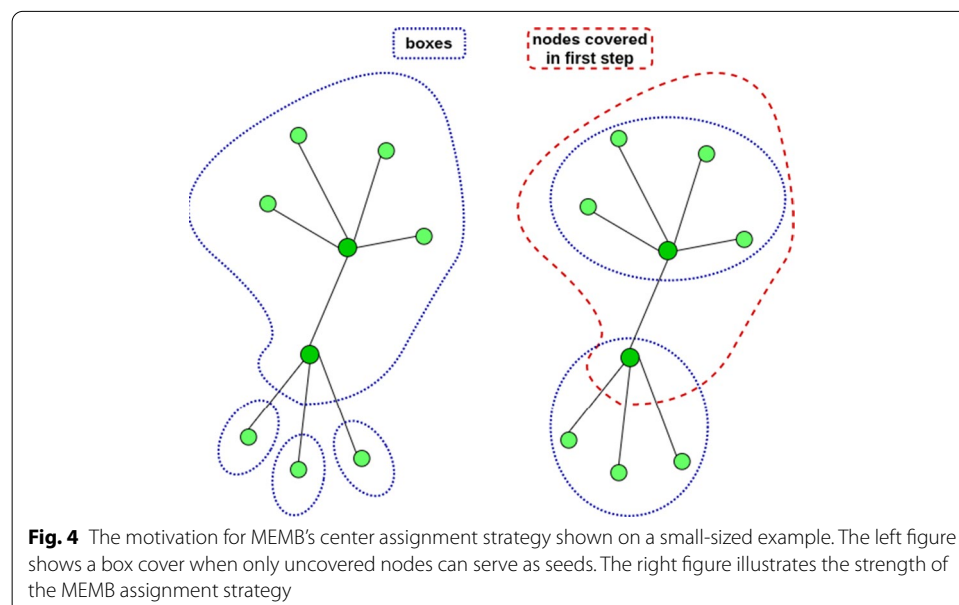 boxes
nodes covered
in first step
Fig. 4 The motivation for MEMB's center assignment strategy shown on a small-sized example. The left figure
shows a box cover when only uncovered nodes can serve as seeds. The right figure illustrates the strength of
the MEMB assignment strategy